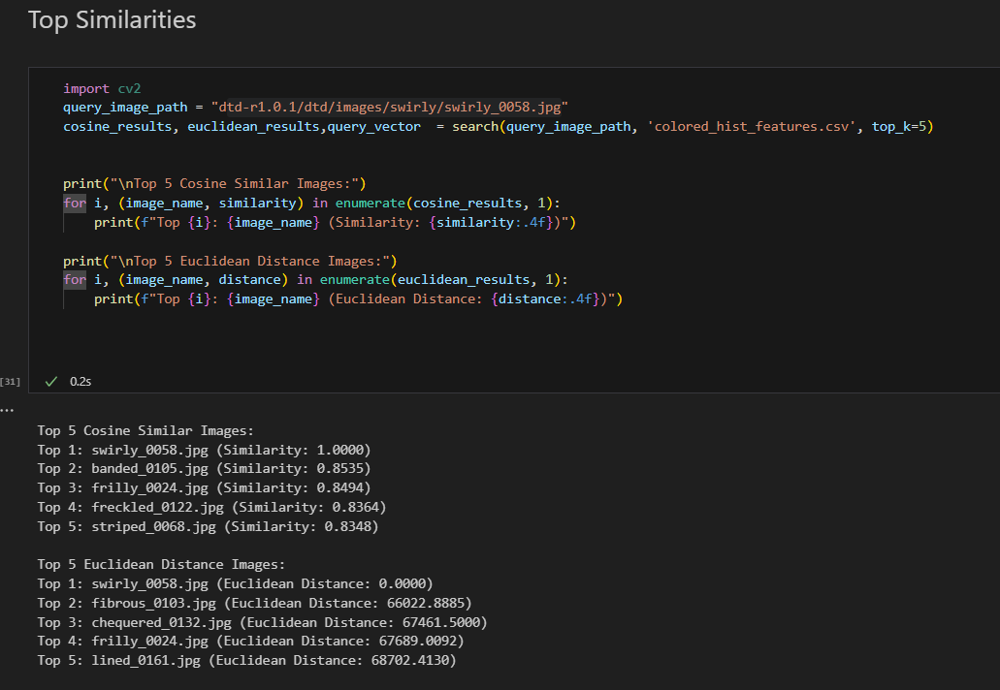 Top Similarities
import cv2
query_image_path = "dtd-r1.0.1/dtd/images/swirly/swirly_0058.jpg"
cosine_results, euclidean_results,query_vector  = search(query_image_path, 'colored_hist_features.csv', top_k=5)
print("\nTop 5 Cosine Similar Images:")
for i, (image_name, similarity) in enumerate(cosine_results, 1):
    print(f"Top {i}: {image_name} (Similarity: {similarity:.4f})")
print("\nTop 5 Euclidean Distance Images:")
for i, (image_name, distance) in enumerate(euclidean_results, 1):
    print(f"Top {i}: {image_name} (Euclidean Distance: {distance:.4f})")
[31]
0.2s
...
Top 5 Cosine Similar Images:
Top 1: swirly_0058.jpg (Similarity: 1.0000)
Top 2: banded_0105.jpg (Similarity: 0.8535)
Top 3: frilly_0024.jpg (Similarity: 0.8494)
Top 4: freckled_0122.jpg (Similarity: 0.8364)
Top 5: striped_0068.jpg (Similarity: 0.8348)
Top 5 Euclidean Distance Images:
Top 1: swirly_0058.jpg (Euclidean Distance: 0.0000)
Top 2: fibrous_0103.jpg (Euclidean Distance: 66022.8885)
Top 3: chequered_0132.jpg (Euclidean Distance: 67461.5000)
Top 4: frilly_0024.jpg (Euclidean Distance: 67689.0092)
Top 5: lined_0161.jpg (Euclidean Distance: 68702.4130)